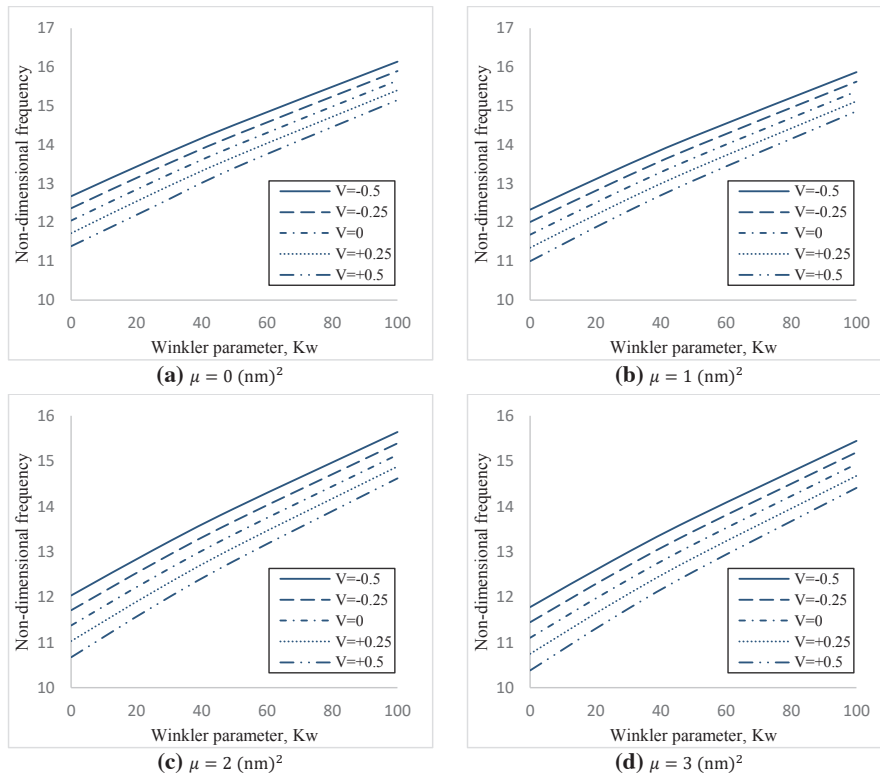 17
16
15
14
13
12
11
10
Non-dimensional frequency
V=-0.5
V=-0.25
V=0
V=+0.25
V=+0.5
0 20 40 60 80 100
Winkler parameter, Kw
(a) μ = 0 (nm)²
17
16
15
14
13
12
11
10
Non-dimensional frequency
V=-0.5
V=-0.25
V=0
V=+0.25
V=+0.5
0 20 40 60 80 100
Winkler parameter, Kw
(b) μ = 1 (nm)²
16
15
14
13
12
11
10
Non-dimensional frequency
V=-0.5
V=-0.25
V=0
V=+0.25
V=+0.5
0 20 40 60 80 100
Winkler parameter, Kw
(c) μ = 2 (nm)²
16
15
14
13
12
11
10
Non-dimensional frequency
V=-0.5
V=-0.25
V=0
V=+0.25
V=+0.5
0 20 40 60 80 100
Winkler parameter, Kw
(d) μ = 3 (nm)²